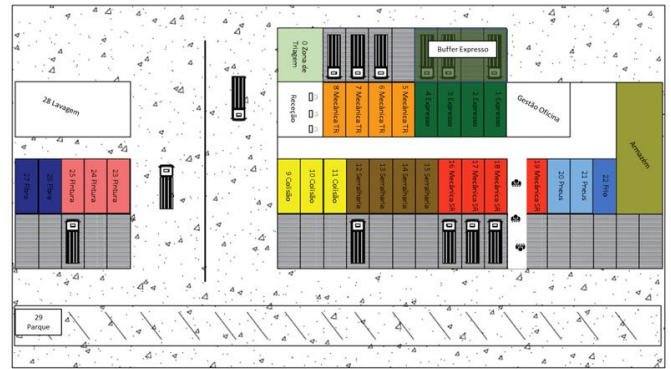 0 Zona de
Triagem
Buffer Expresso
28 Lavagem
Receção
8 Mecânica TR
7 Mecânica TR
6 Mecânica TR
5 Mecânica TR
4 Expresso
3 Expresso
2 Expresso
1 Expresso
Gestão Oficina
Armazém
27 Fibra
26 Fibra
25 Pintura
24 Pintura
23 Pintura
9 Colisão
10 Colisão
11 Colisão
12 Serralharia
13 Serralharia
14 Serralharia
15 Serralharia
16 Mecânica SR
17 Mecânica SR
18 Mecânica SR
19 Mecânica SR
20 Pneus
21 Pneus
22 Frio
29
Parque